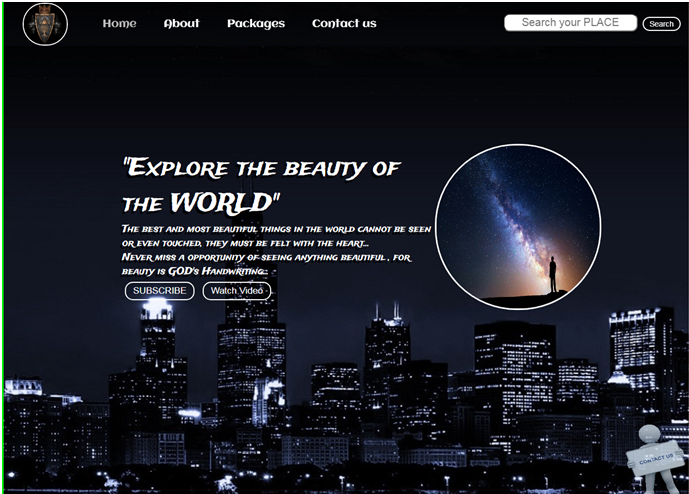 Home About Packages Contact us
Search your PLACE Search
"Explore the beauty of
the WORLD"
The best and most beautiful things in the world cannot be seen
or even touched, they must be felt with the heart...
Never miss a opportunity of seeing anything beautiful , for
beauty is GOD's Handwriting...
SUBSCRIBE Watch Video
CONTACT US